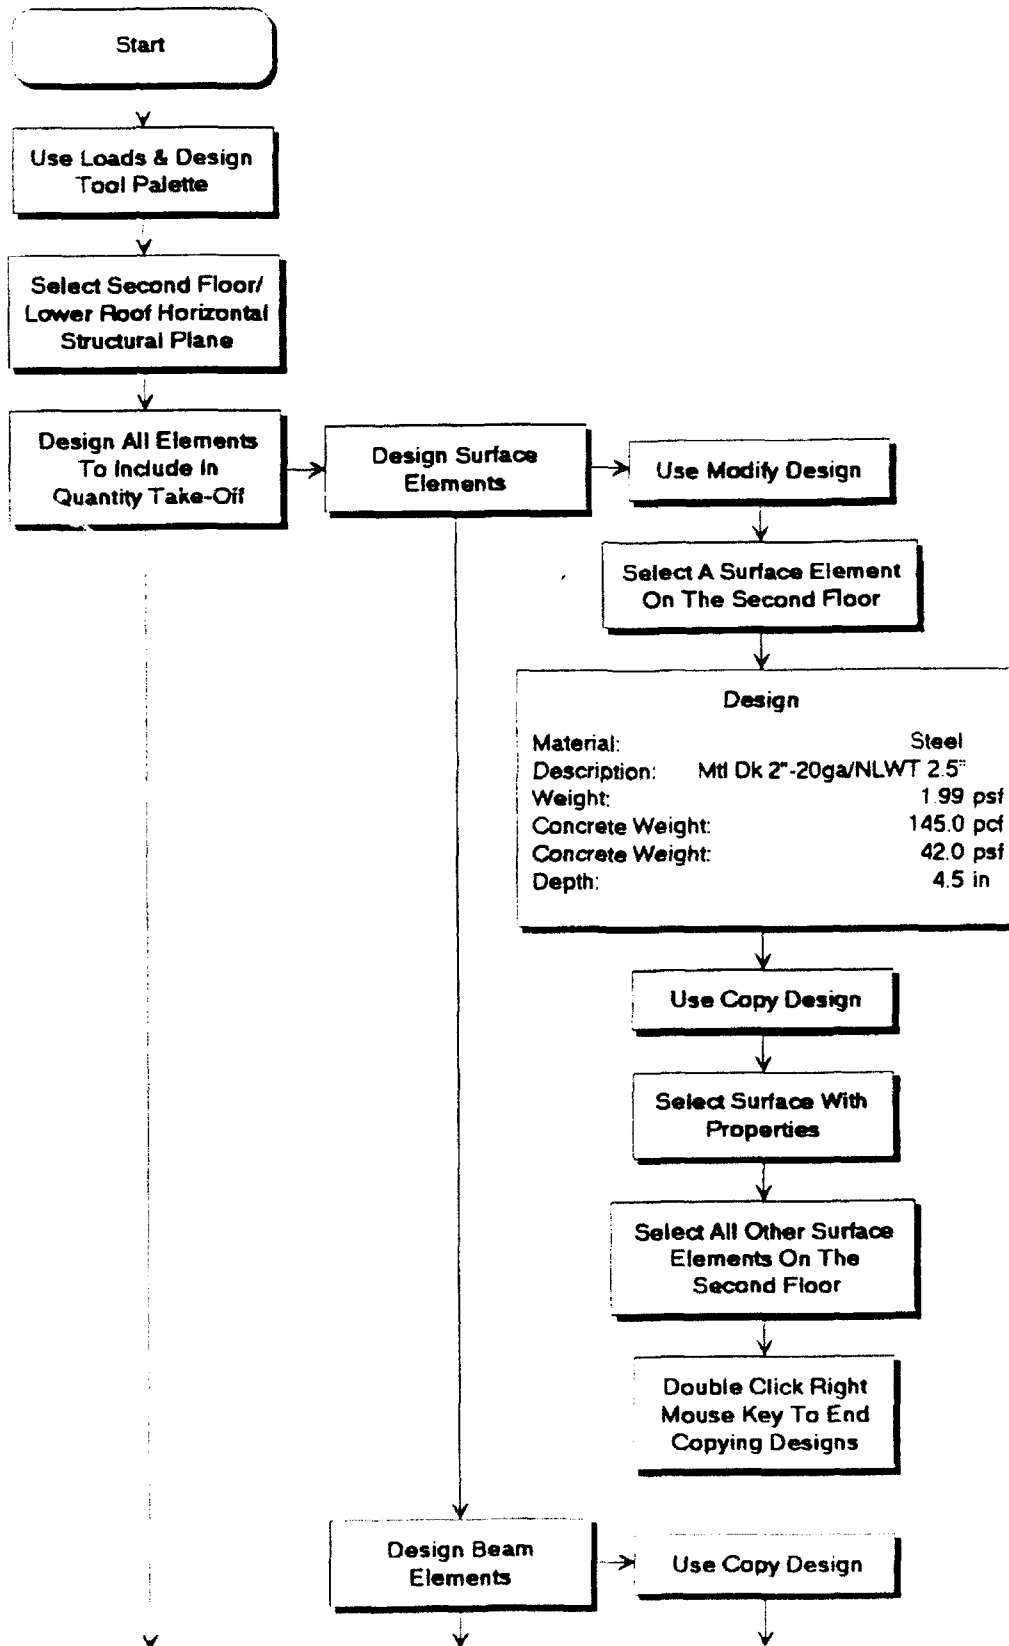 Start
Use Loads & Design
Tool Palette
Select Second Floor/
Lower Roof Horizontal
Structural Plane
Design All Elements
To Include In
Quantity Take-Off
Design Surface
Elements
Use Modify Design
Select A Surface Element
On The Second Floor
Design
Material: Steel
Description: Mtl Dk 2"-20ga/NLWT 2.5"
Weight: 1.99 psf
Concrete Weight: 145.0 pcf
Concrete Weight: 42.0 psf
Depth: 4.5 in
Use Copy Design
Select Surface With
Properties
Select All Other Surface
Elements On The
Second Floor
Double Click Right
Mouse Key To End
Copying Designs
Design Beam
Elements
Use Copy Design